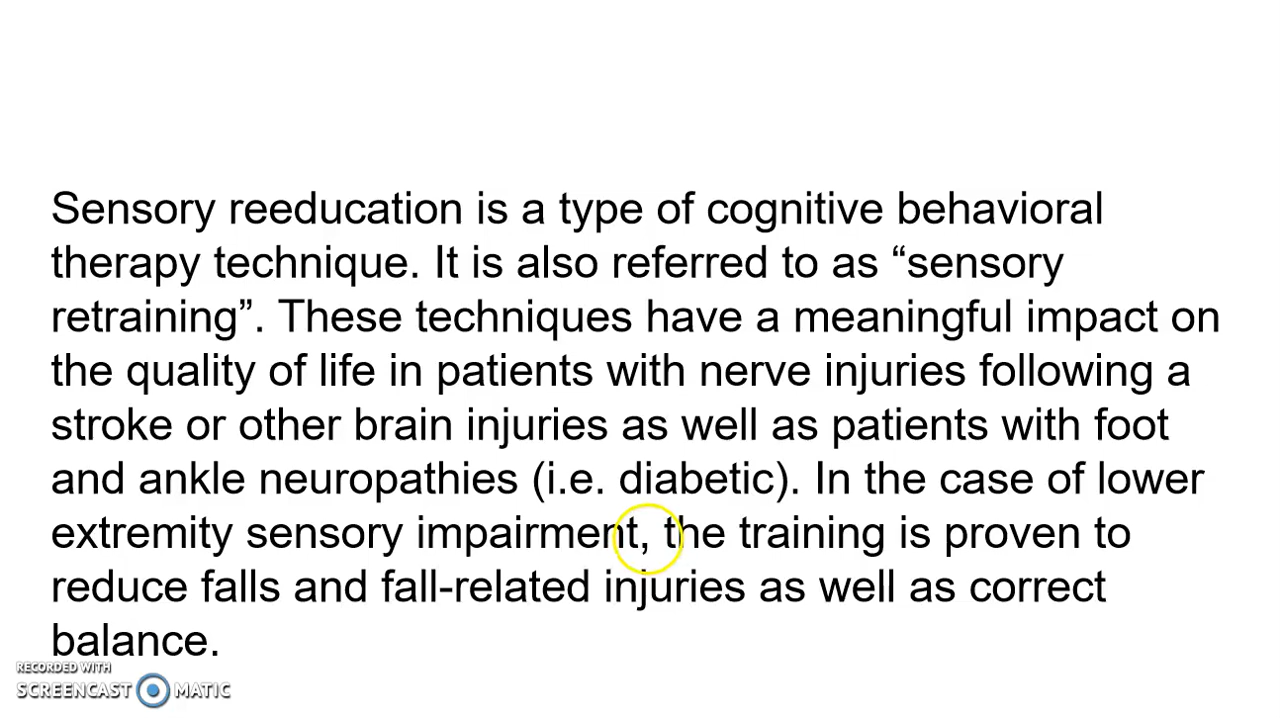 Sensory reeducation is a type of cognitive behavioral
therapy technique. It is also referred to as “sensory
retraining”. These techniques have a meaningful impact on
the quality of life in patients with nerve injuries following a
stroke or other brain injuries as well as patients with foot
and ankle neuropathies (i.e. diabetic). In the case of lower
extremity sensory impairment, the training is proven to
reduce falls and fall-related injuries as well as correct
balance.
RECORDED WITH
SCREENCAST MATIC